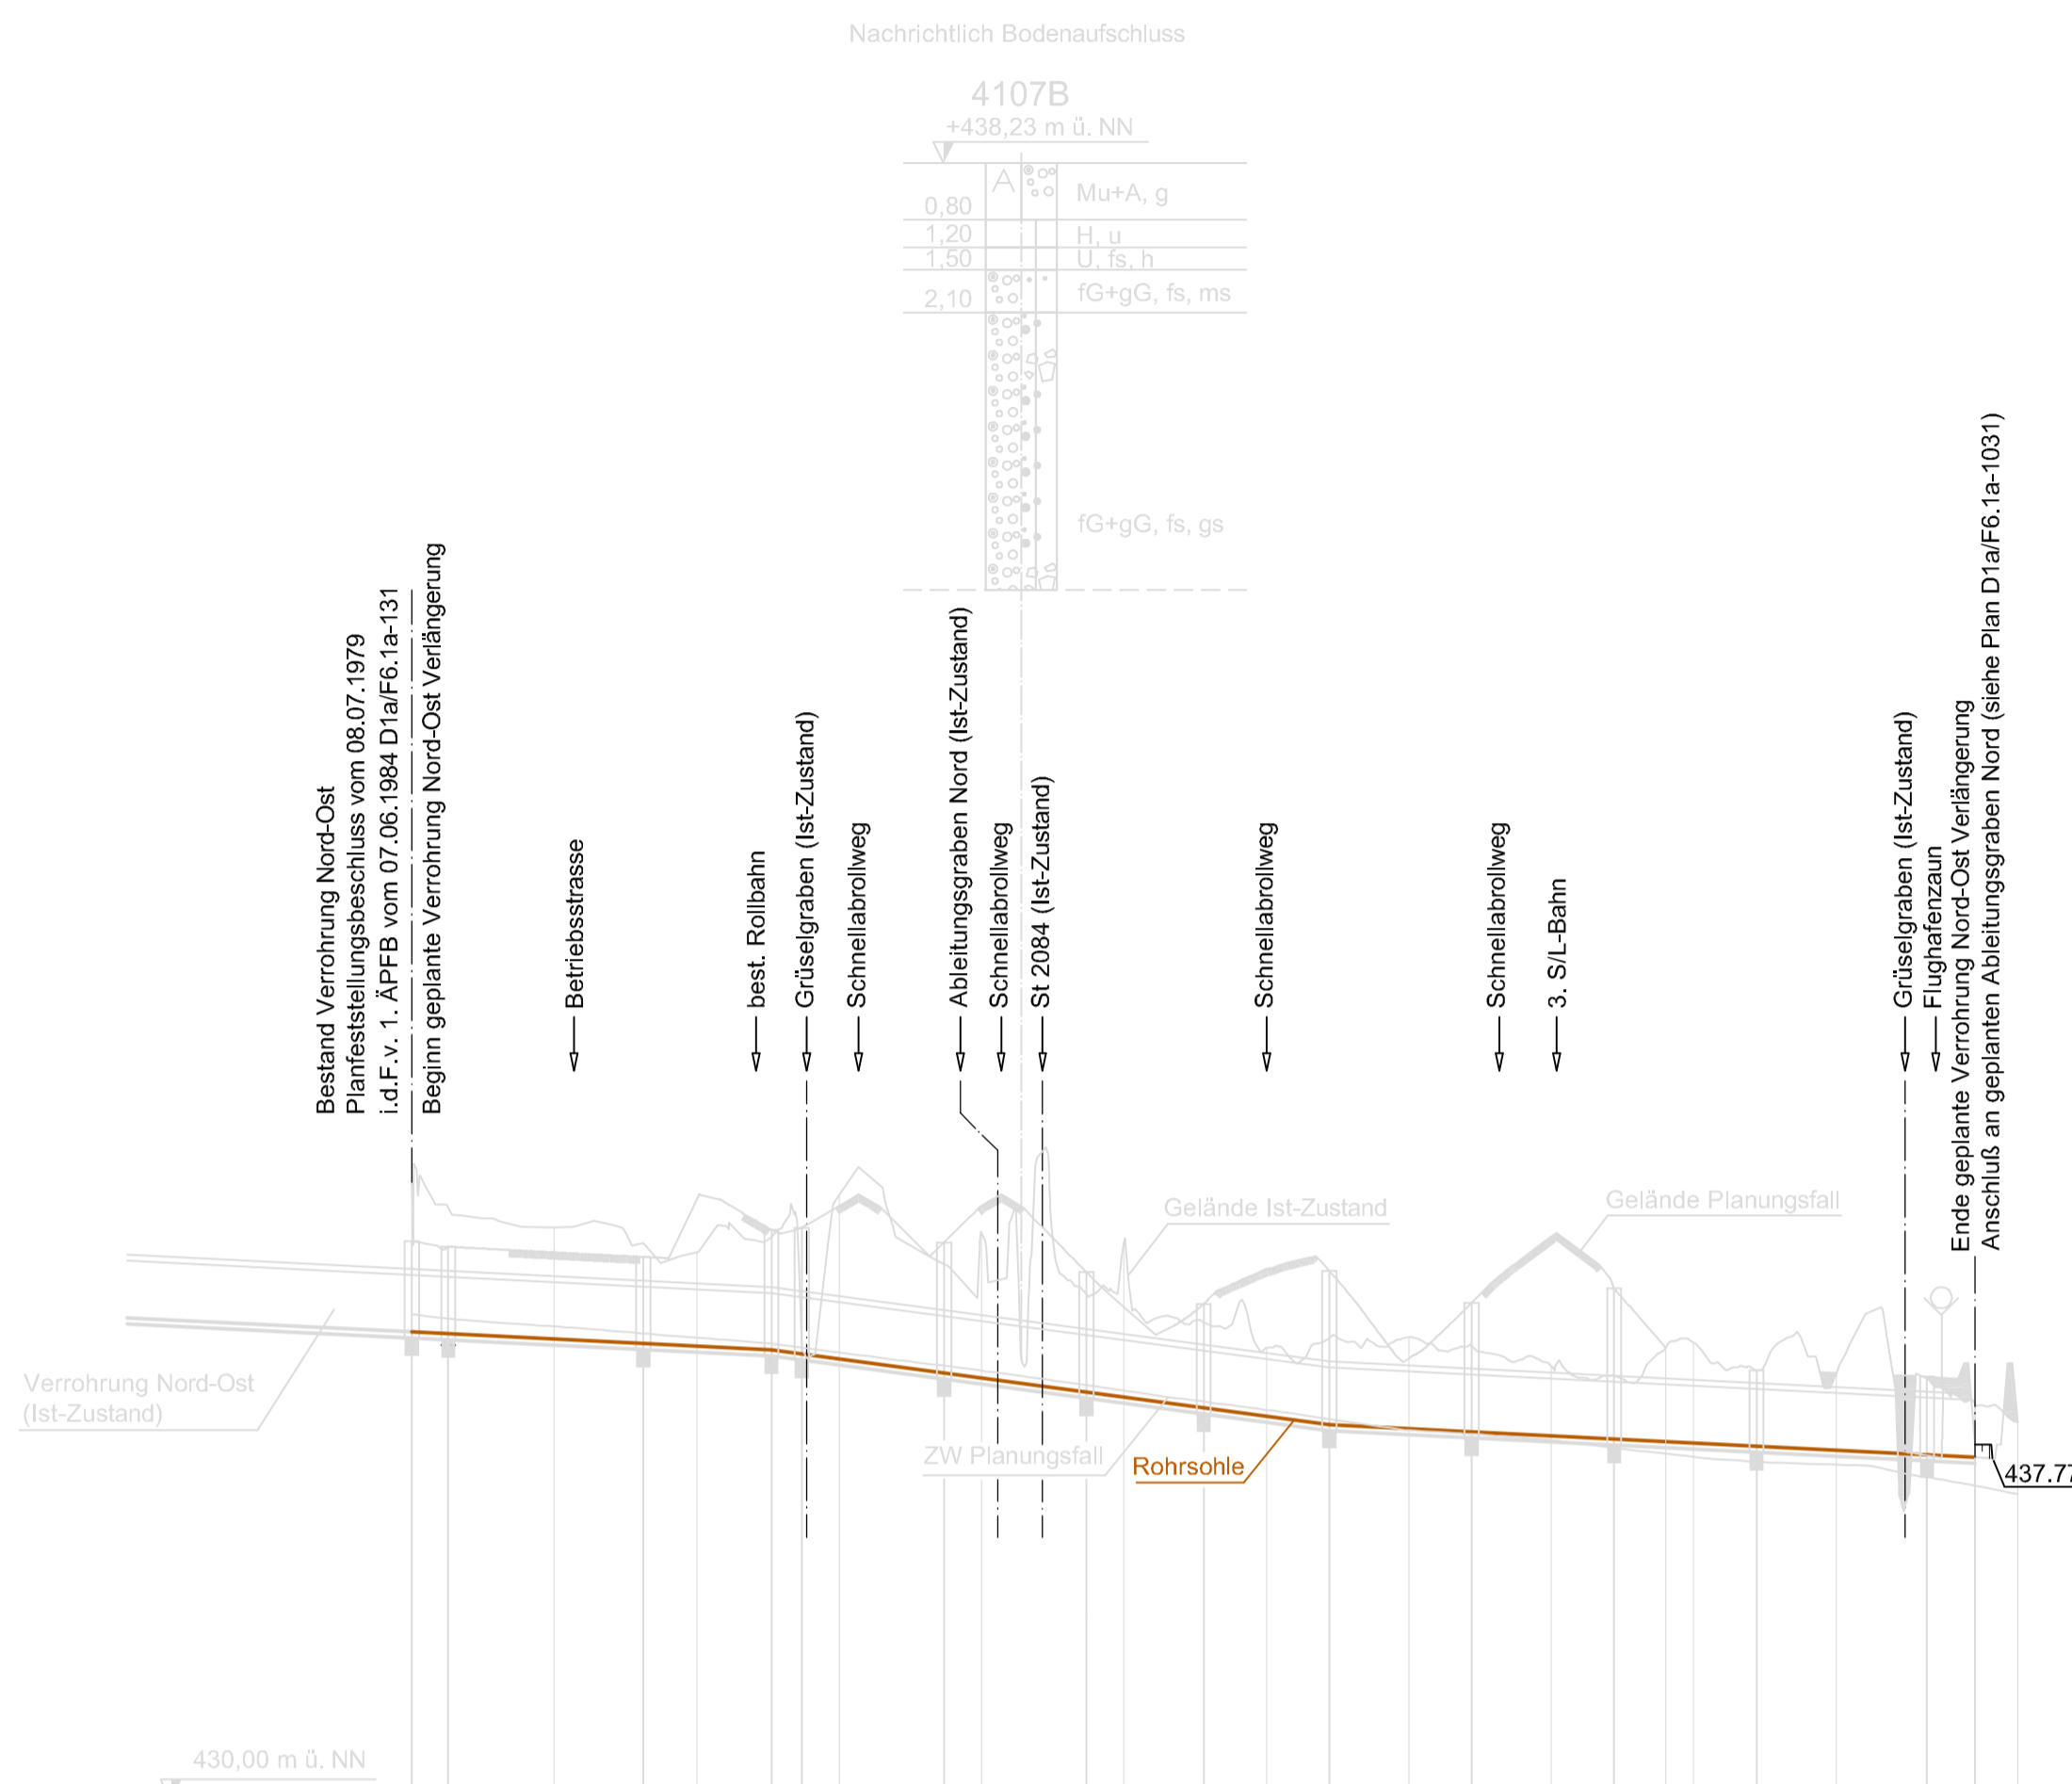 Nachrichtlich Bodenaufschluss
4107B
+438,23 m ü. NN
A
0,80
Mu+A, g
1,20
H, u
1,50
U, fs, h
2,10
fG+gG, fs, ms
fG+gG, fs, gs
Bestand Verrohrung Nord-Ost
Planfeststellungsbeschluss vom 08.07.1979
i.d.F.v. 1. ÄPFB vom 07.06.1984 D1a/F6.1a-131
Beginn geplante Verrohrung Nord-Ost Verlängerung
Betriebsstrasse
best. Rollbahn
Grüselgraben (Ist-Zustand)
Schnellabrollweg
Ableitungsgraben Nord (Ist-Zustand)
Schnellabrollweg
St 2084 (Ist-Zustand)
Schnellabrollweg
Schnellabrollweg
3. S/L-Bahn
Grüselgraben (Ist-Zustand)
Flughafenzaun
Ende geplante Verrohrung Nord-Ost Verlängerung
Anschluß an geplanten Ableitungsgraben Nord (siehe Plan D1a/F6.1a-1031)
Gelände Ist-Zustand
Gelände Planungsfall
Verrohrung Nord-Ost
(Ist-Zustand)
ZW Planungsfall
Rohrsohle
437.77
430,00 m ü. NN